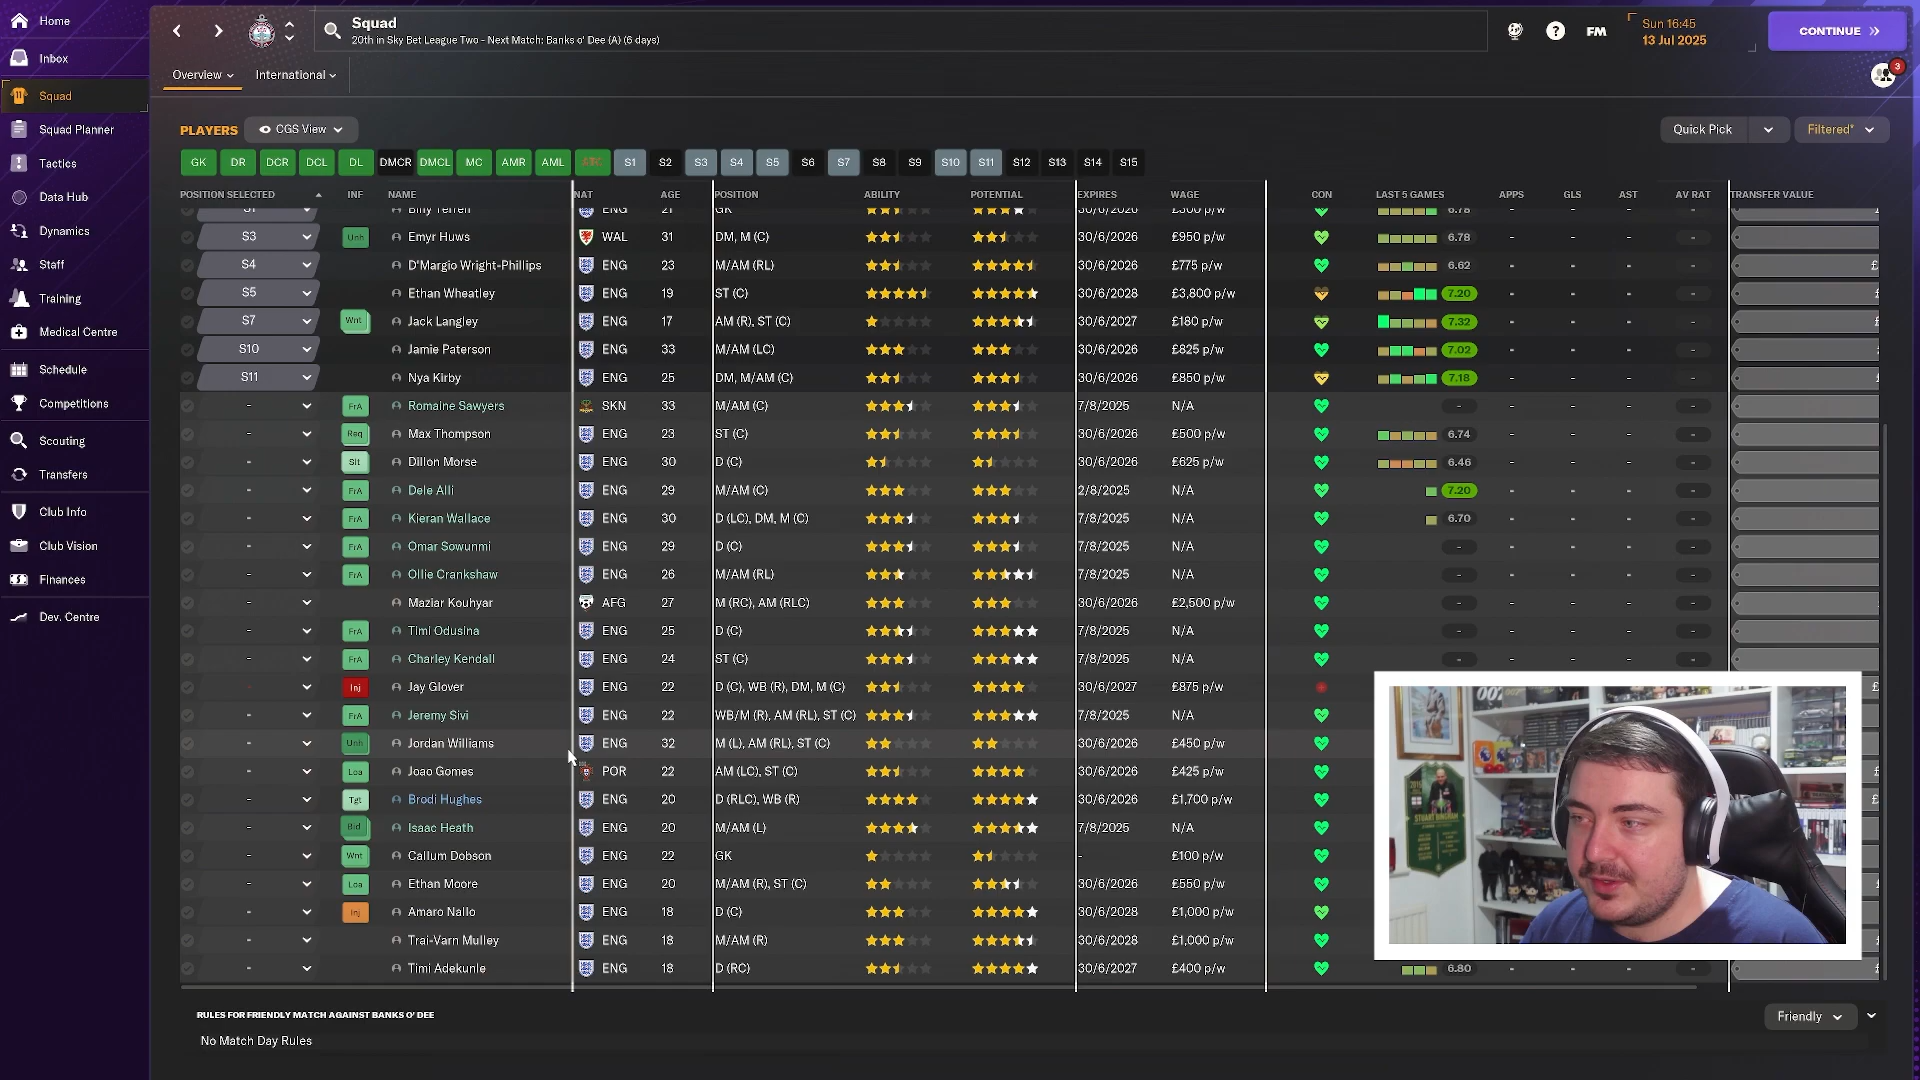 Home
Inbox
Squad
Squad Planner
Tactics
Data Hub
Dynamics
Staff
Training
Medical Centre
Schedule
Competitions
Scouting
Transfers
Club Info
Club Vision
Finances
Dev. Centre
Squad
20th in Sky Bet League Two - Next Match: Banks o' Dee (A) (6 days)
FM
Sun 16:45
13 Jul 2025
CONTINUE
3
Overview International
PLAYERS CGS View
Quick Pick Filtered*
GK DR DCR DCL DL DMCR DMCL MC AMR AML S1 S2 S3 S4 S5 S6 S7 S8 S9 S10 S11 S12 S13 S14 S15
POSITION SELECTED INF NAME NAT AGE POSITION ABILITY POTENTIAL EXPIRES WAGE CON LAST 5 GAMES APPS GLS AST AV RAT TRANSFER VALUE
S1 Billy Terrell ENG 21 GK 30/6/2026 £300 p/w 6.78 - - - -
S3 Unh Emyr Huws WAL 31 DM, M (C) 30/6/2026 £950 p/w 6.78 - - - -
S4 D'Margio Wright-Phillips ENG 23 M/AM (RL) 30/6/2026 £775 p/w 6.62 - - - - £
S5 Ethan Wheatley ENG 19 ST (C) 30/6/2028 £3,800 p/w 7.20 - - - -
S7 Wnt Jack Langley ENG 17 AM (R), ST (C) 30/6/2027 £180 p/w 7.32 - - - - £
S10 Jamie Paterson ENG 33 M/AM (LC) 30/6/2026 £825 p/w 7.02 - - - -
S11 Nya Kirby ENG 25 DM, M/AM (C) 30/6/2026 £850 p/w 7.18 - - - -
- FrA Romaine Sawyers SKN 33 M/AM (C) 7/8/2025 N/A - - - - -
- Req Max Thompson ENG 23 ST (C) 30/6/2026 £500 p/w 6.74 - - - -
- Slt Dillon Morse ENG 30 D (C) 30/6/2026 £625 p/w 6.46 - - - -
- FrA Dele Alli ENG 29 M/AM (C) 2/8/2025 N/A 7.20 - - - -
- FrA Kieran Wallace ENG 30 D (LC), DM, M (C) 7/8/2025 N/A 6.70 - - - -
- FrA Omar Sowunmi ENG 29 D (C) 7/8/2025 N/A - - - - -
- FrA Ollie Crankshaw ENG 26 M/AM (RL) 7/8/2025 N/A - - - - -
- Maziar Kouhyar AFG 27 M (RC), AM (RLC) 30/6/2026 £2,500 p/w - - - - -
- FrA Timi Odusina ENG 25 D (C) 7/8/2025 N/A - - - - -
- FrA Charley Kendall ENG 24 ST (C) 7/8/2025 N/A - - - - -
- Inj Jay Glover ENG 22 D (C), WB (R), DM, M (C) 30/6/2027 £875 p/w £
- FrA Jeremy Sivi ENG 22 WB/M (R), AM (RL), ST (C) 7/8/2025 N/A
- Unh Jordan Williams ENG 32 M (L), AM (RL), ST (C) 30/6/2026 £450 p/w
- Loa Joao Gomes POR 22 AM (LC), ST (C) 30/6/2026 £425 p/w £
- Tgt Brodi Hughes ENG 20 D (RLC), WB (R) 30/6/2026 £1,700 p/w £
- Bid Isaac Heath ENG 20 M/AM (L) 7/8/2025 N/A
- Wnt Callum Dobson ENG 22 GK - £100 p/w
- Loa Ethan Moore ENG 20 M/AM (R), ST (C) 30/6/2026 £550 p/w £
- Inj Amaro Nallo ENG 18 D (C) 30/6/2028 £1,000 p/w £
- Trai-Varn Mulley ENG 18 M/AM (R) 30/6/2028 £1,000 p/w £
- Timi Adekunle ENG 18 D (RC) 30/6/2027 £400 p/w 6.80 - - - - £
RULES FOR FRIENDLY MATCH AGAINST BANKS O' DEE
Friendly
No Match Day Rules
007
STUART BINGHAM